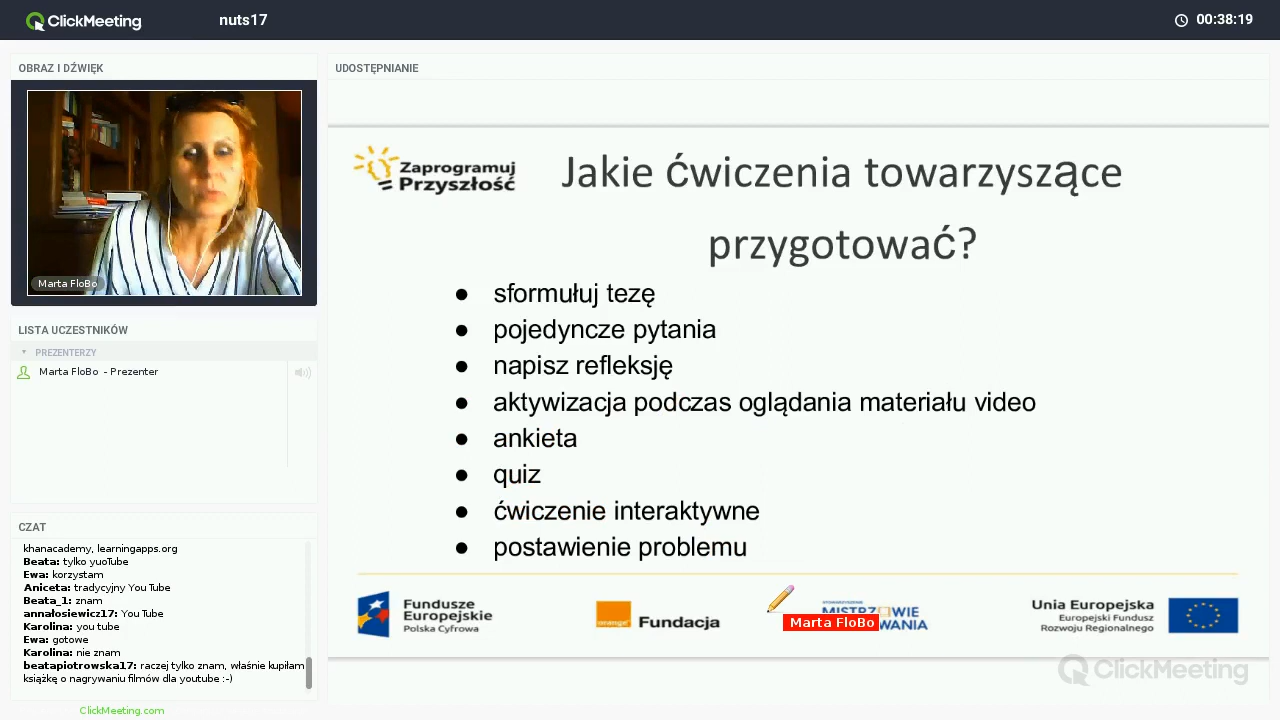 ClickMeeting
nuts17
00:38:19
OBRAZ I DŹWIĘK
Marta FloBo
LISTA UCZESTNIKÓW
PREZENTERZY
Marta FloBo - Prezenter
CZAT
khanacademy, learningapps.org
Beata: tylko yuoTube
Ewa: korzystam
Aniceta: tradycyjny You Tube
Beata_1: znam
annałosiewicz17: You Tube
Karolina: you tube
Ewa: gotowe
Karolina: nie znam
beatapiotrowska17: raczej tylko znam, właśnie kupiłam
książkę o nagrywaniu filmów dla youtube :-)
ClickMeeting.com
UDOSTĘPNIANIE
Zaprogramuj
Przyszłość
Jakie ćwiczenia towarzyszące
przygotować?
● sformułuj tezę
● pojedyncze pytania
● napisz refleksję
● aktywizacja podczas oglądania materiału video
● ankieta
● quiz
● ćwiczenie interaktywne
● postawienie problemu
Fundusze
Europejskie
Polska Cyfrowa
orange
Fundacja
Marta FloBo
Unia Europejska
Europejski Fundusz
Rozwoju Regionalnego
ClickMeeting